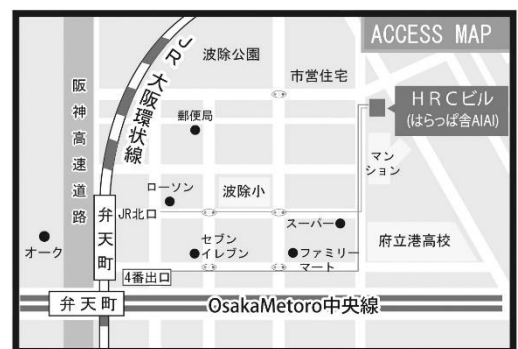 ACCESS MAP
波除公園
JR大阪環状線
市営住宅
阪神高速道路
HRCビル
(はらっぱ舎AIAI)
郵便局
マン
ション
ローソン
波除小
JR北口
スーパー
弁天町
オーク
セブン
イレブン
ファミリー
マート
府立港高校
4番出口
弁天町
OsakaMetoro中央線